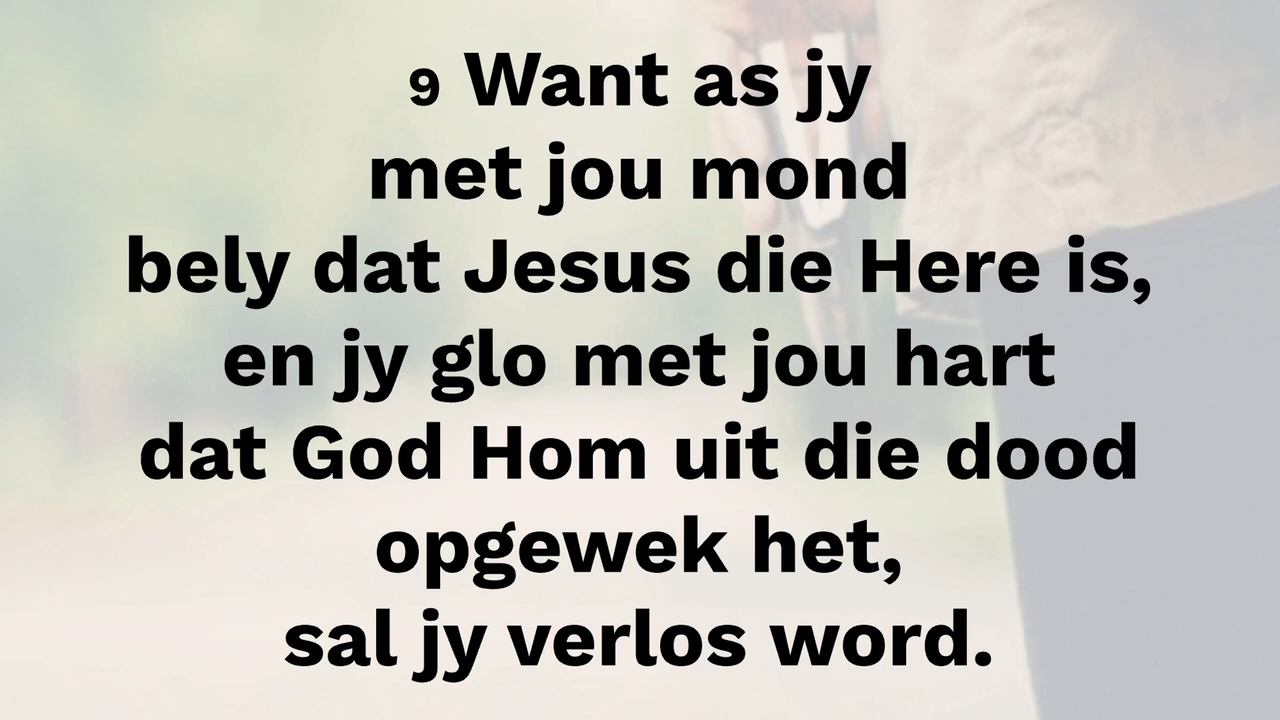 9 Want as jy
met jou mond
bely dat Jesus die Here is,
en jy glo met jou hart
dat God Hom uit die dood
opgewek het,
sal jy verlos word.